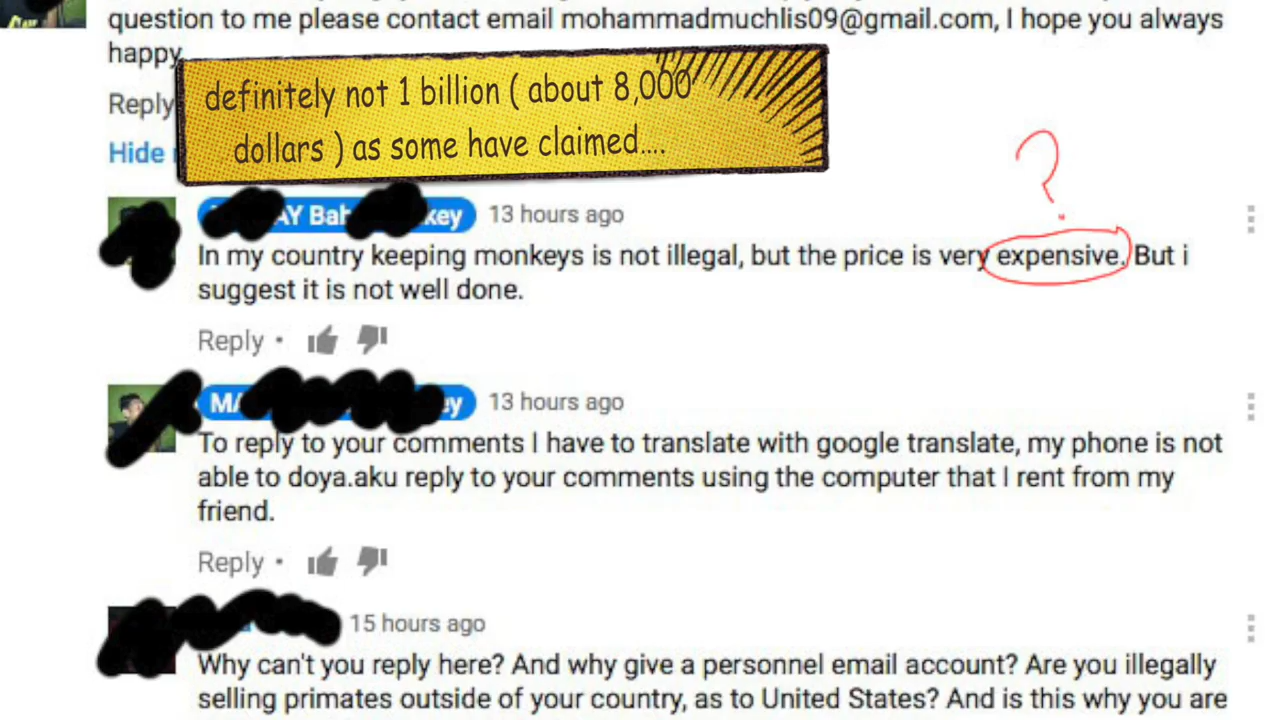 question to me please contact email mohammadmuchlis09@gmail.com, I hope you always
happy.
definitely not 1 billion ( about 8,000
dollars ) as some have claimed....
Reply
Hide
AY Bah key 13 hours ago
?
In my country keeping monkeys is not illegal, but the price is very expensive. But i
suggest it is not well done.
Reply •
MA ey 13 hours ago
To reply to your comments I have to translate with google translate, my phone is not
able to doya.aku reply to your comments using the computer that I rent from my
friend.
Reply •
15 hours ago
Why can't you reply here? And why give a personnel email account? Are you illegally
selling primates outside of your country, as to United States? And is this why you are